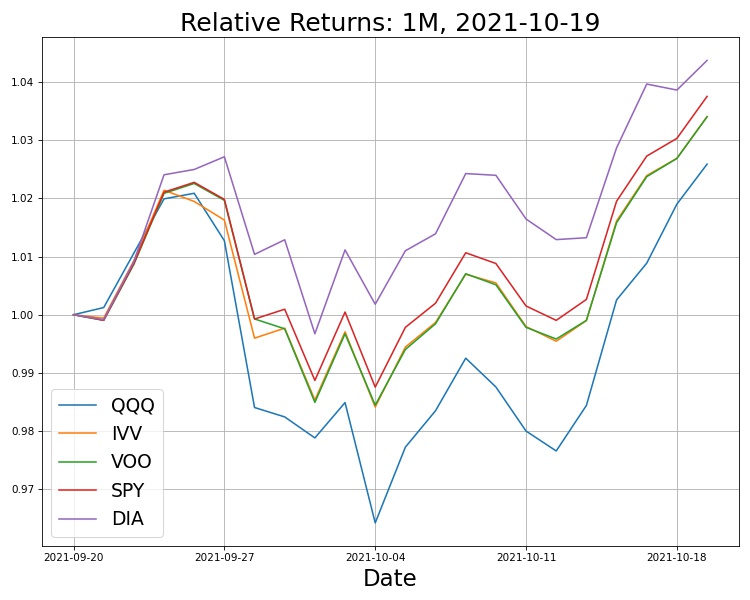 Relative Returns: 1M, 2021-10-19
1.04
1.03
1.02
1.01
1.00
0.99
0.98
0.97
QQQ
IVV
VOO
SPY
DIA
2021-09-20 2021-09-27 2021-10-04 2021-10-11 2021-10-18
Date